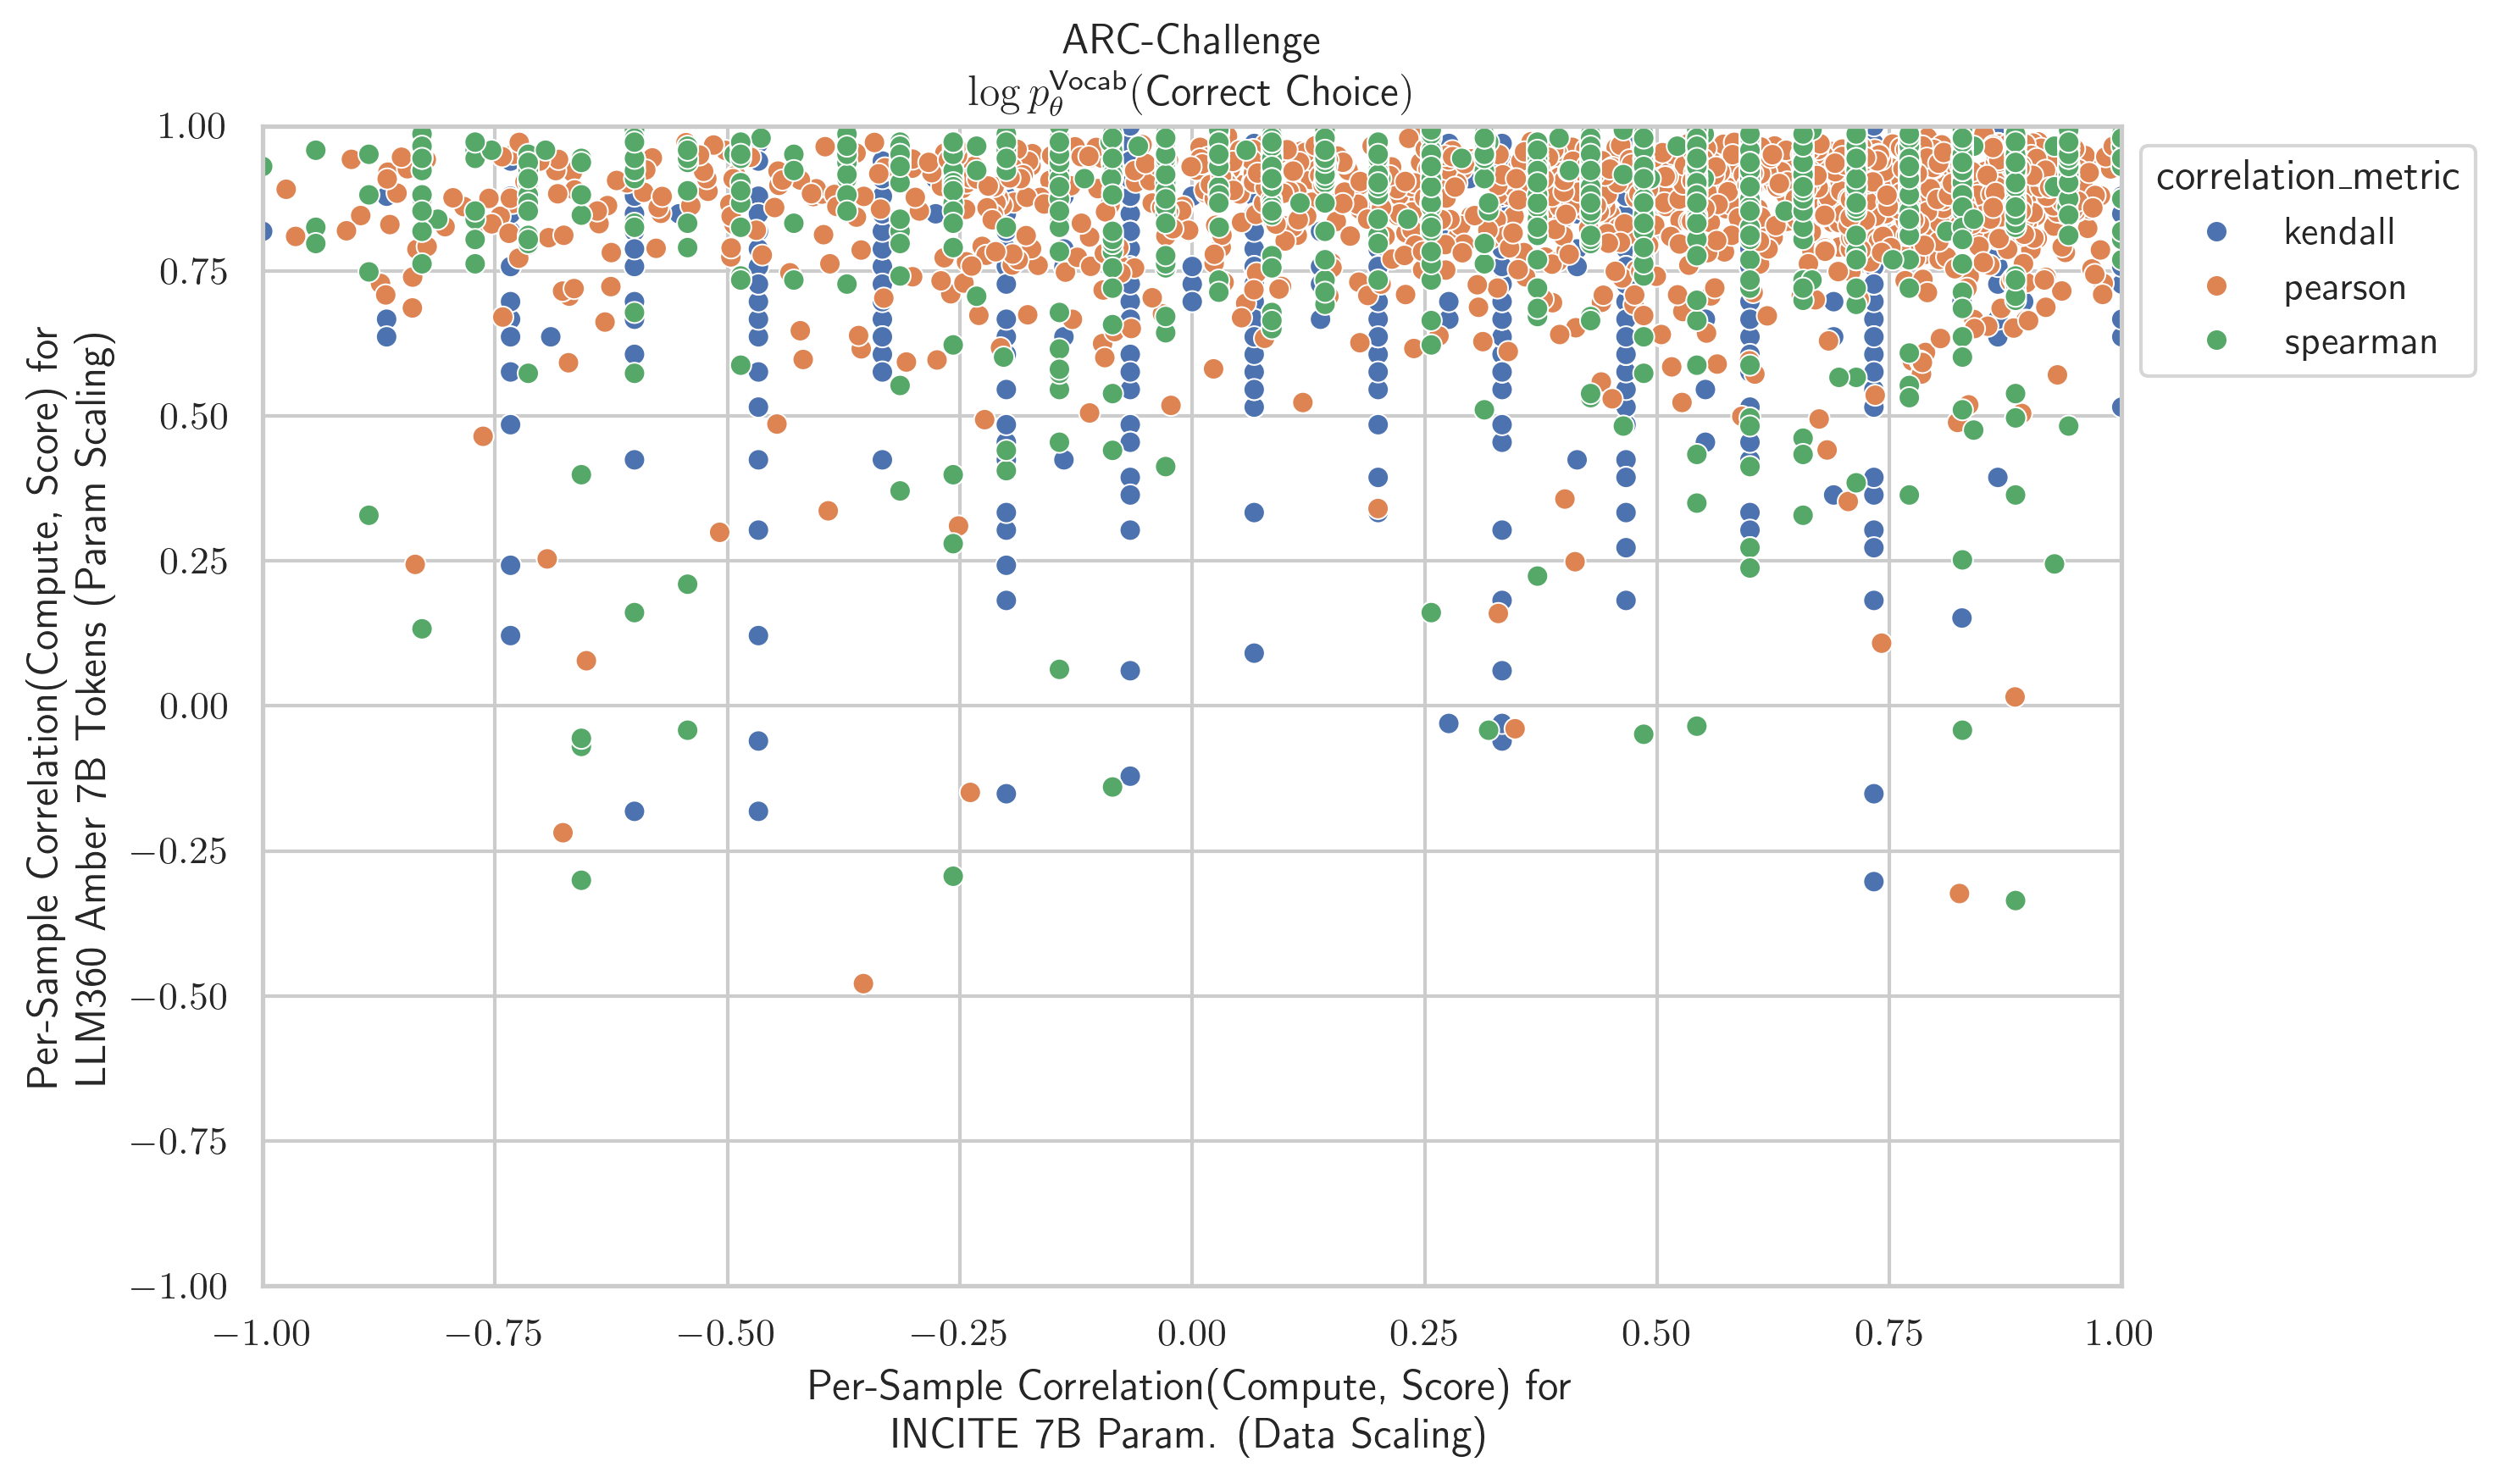 ARC-Challenge
log p_θ^Vocab(Correct Choice)
Per-Sample Correlation(Compute, Score) for
LLM360 Amber 7B Tokens (Param Scaling)
1.00
0.75
0.50
0.25
0.00
−0.25
−0.50
−0.75
−1.00
correlation_metric
kendall
pearson
spearman
−1.00 −0.75 −0.50 −0.25 0.00 0.25 0.50 0.75 1.00
Per-Sample Correlation(Compute, Score) for
INCITE 7B Param. (Data Scaling)